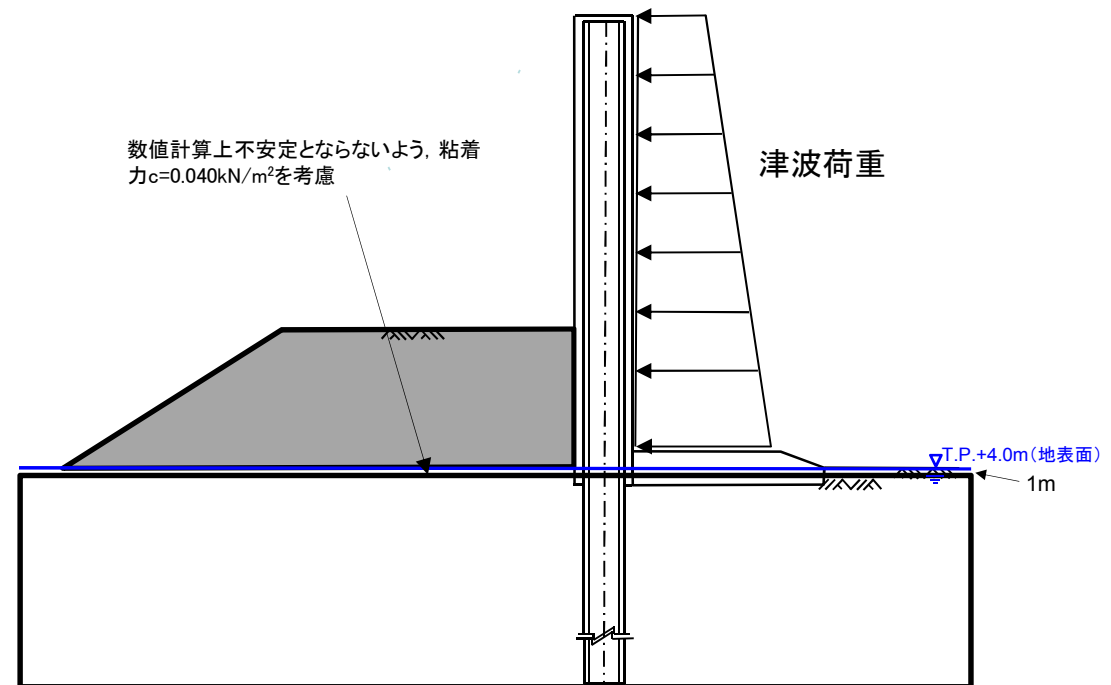 数値計算上不安定とならないよう，粘着
力c=0.040kN/m²を考慮
津波荷重
T.P.+4.0m（地表面）
1m